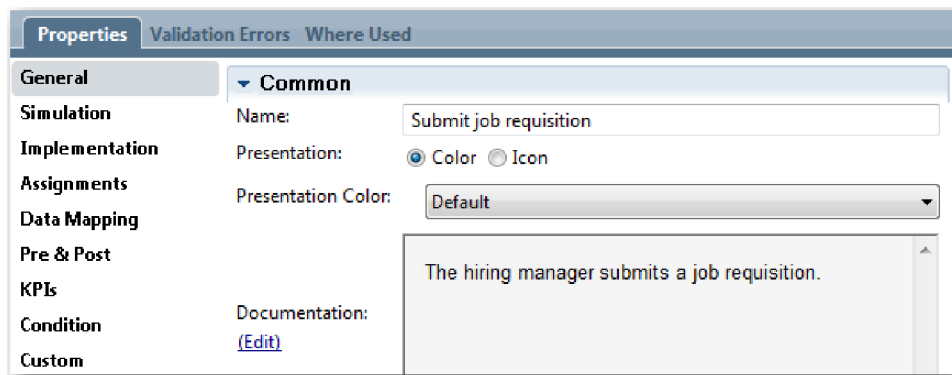 Properties Validation Errors Where Used
General
Simulation
Implementation
Assignments
Data Mapping
Pre & Post
KPIs
Condition
Custom
Common
Name: Submit job requisition
Presentation: Color Icon
Presentation Color: Default
Documentation:
(Edit)
The hiring manager submits a job requisition.